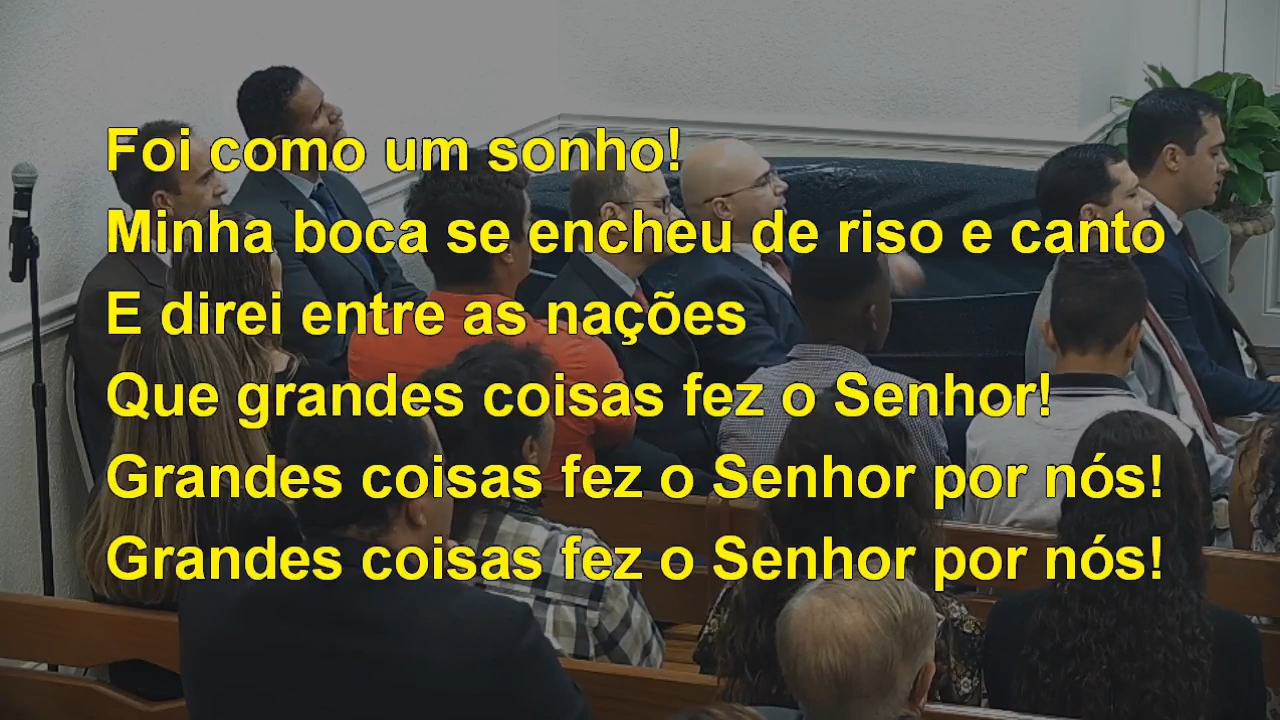 Foi como um sonho!
Minha boca se encheu de riso e canto
E direi entre as nações
Que grandes coisas fez o Senhor!
Grandes coisas fez o Senhor por nós!
Grandes coisas fez o Senhor por nós!